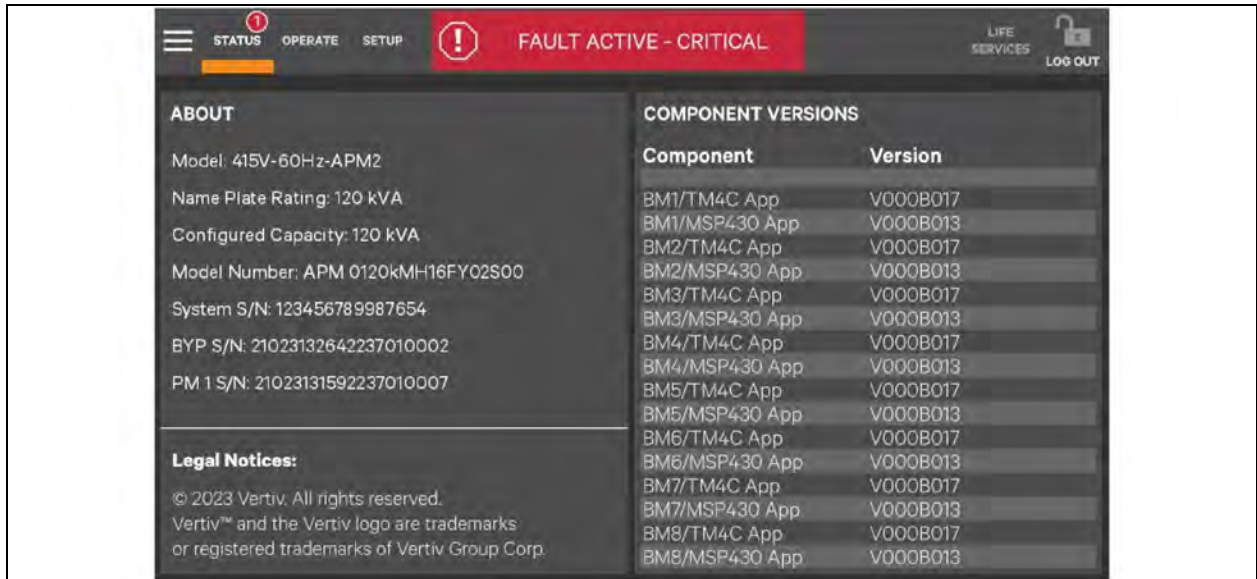 1
STATUS OPERATE SETUP
! FAULT ACTIVE - CRITICAL
LIFE
SERVICES
LOG OUT
ABOUT
Model: 415V-60Hz-APM2
Name Plate Rating: 120 kVA
Configured Capacity: 120 kVA
Model Number: APM 0120kMH16FY02S00
System S/N: 123456789987654
BYP S/N: 21023132642237010002
PM 1 S/N: 21023131592237010007
Legal Notices:
© 2023 Vertiv. All rights reserved.
Vertiv™ and the Vertiv logo are trademarks
or registered trademarks of Vertiv Group Corp.
COMPONENT VERSIONS
Component Version
BM1/TM4C App V000B017
BM1/MSP430 App V000B013
BM2/TM4C App V000B017
BM2/MSP430 App V000B013
BM3/TM4C App V000B017
BM3/MSP430 App V000B013
BM4/TM4C App V000B017
BM4/MSP430 App V000B013
BM5/TM4C App V000B017
BM5/MSP430 App V000B013
BM6/TM4C App V000B017
BM6/MSP430 App V000B013
BM7/TM4C App V000B017
BM7/MSP430 App V000B013
BM8/TM4C App V000B017
BM8/MSP430 App V000B013